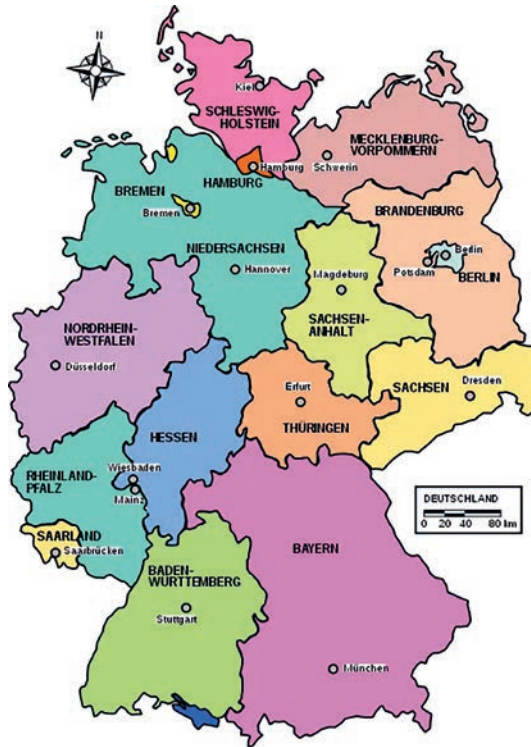 Kiel
SCHLESWIG-
HOLSTEIN
MECKLENBURG-
VORPOMMERN
Hamburg
Schwerin
HAMBURG
BREMEN
Bremen
BRANDENBURG
NIEDERSACHSEN
Hannover
Berlin
Potsdam
BERLIN
Magdeburg
SACHSEN-
ANHALT
NORDRHEIN-
WESTFALEN
Düsseldorf
SACHSEN
Dresden
Erfurt
THÜRINGEN
HESSEN
Wiesbaden
RHEINLAND-
PFALZ
Mainz
DEUTSCHLAND
0 20 40 80 km
SAARLAND
Saarbrücken
BAYERN
BADEN-
WURTTEMBERG
Stuttgart
München